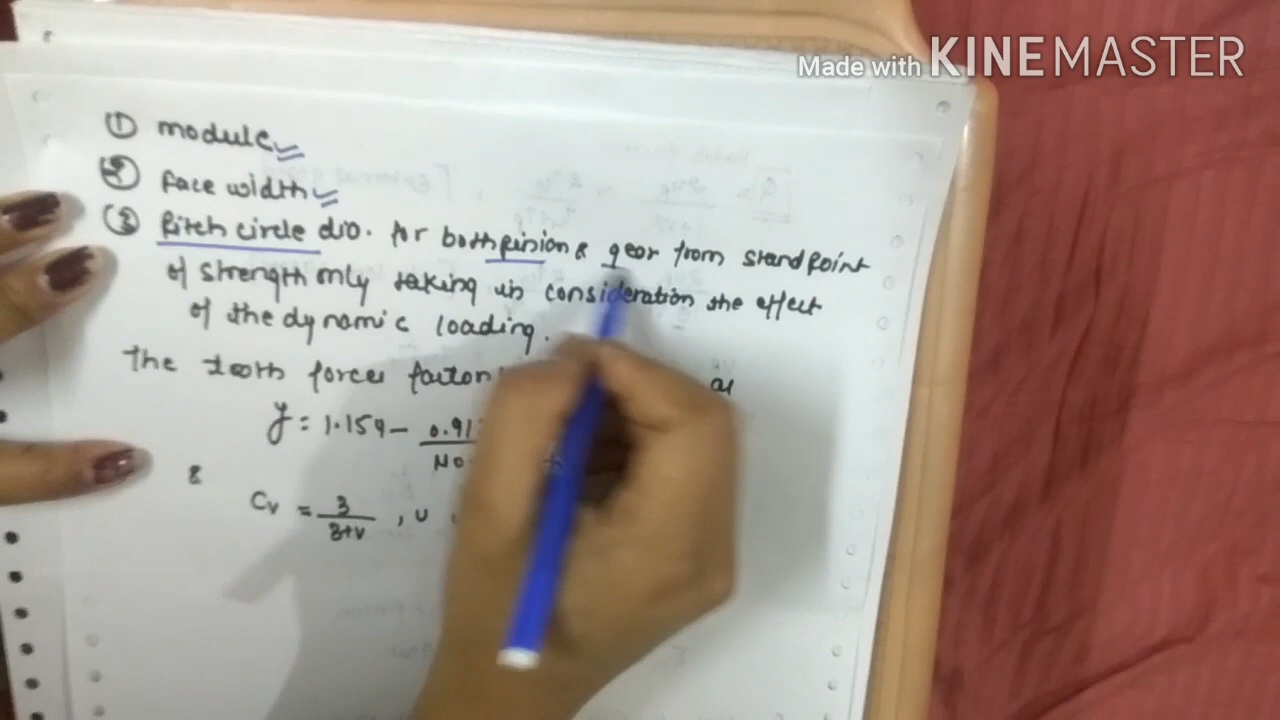 Made with KINEMASTER
① module
② face width
③ Pitch circle dia. for both pinion & gear from standpoint
of strength only taking in consideration the effect
of the dynamic loading.
The tooth forces factor as
y = 1.154 - 0.91
No.
&
Cv = 3/3+v , v